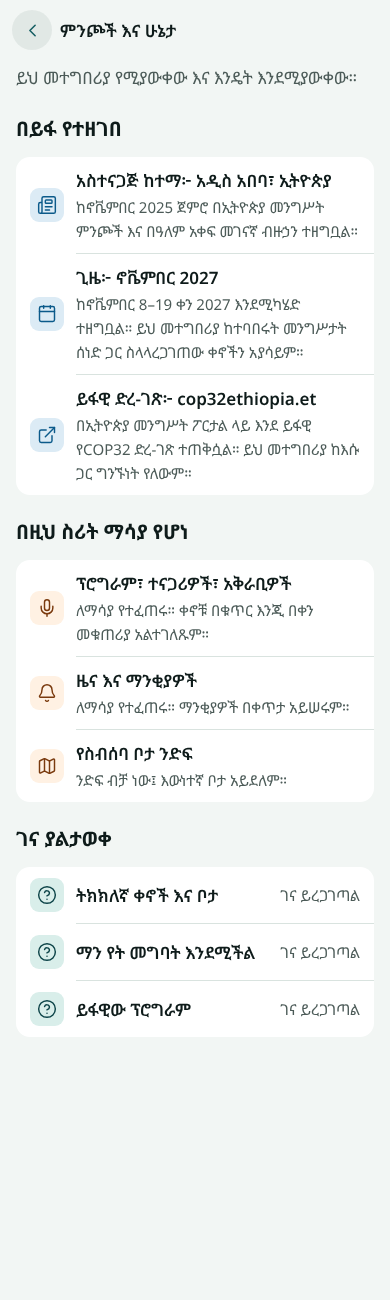 ምንጮች እና ሁኔታ
ይህ መተግበሪያ የሚያውቀው እና እንዴት እንደሚያውቀው።
በይፋ የተዘገበ
አስተናጋጅ ከተማ፦ አዲስ አበባ፣ ኢትዮጵያ
ከኖቬምበር 2025 ጀምሮ በኢትዮጵያ መንግሥት
ምንጮች እና በዓለም አቀፍ መገናኛ ብዙኃን ተዘግቧል።
ጊዜ፦ ኖቬምበር 2027
ከኖቬምበር 8–19 ቀን 2027 እንደሚካሄድ
ተዘግቧል። ይህ መተግበሪያ ከተባበሩት መንግሥታት
ሰነድ ጋር ስላላረጋገጠው ቀኖችን አያሳይም።
ይፋዊ ድረ-ገጽ፦ cop32ethiopia.et
በኢትዮጵያ መንግሥት ፖርታል ላይ እንደ ይፋዊ
የCOP32 ድረ-ገጽ ተጠቅሷል። ይህ መተግበሪያ ከእሱ
ጋር ግንኙነት የለውም።
በዚህ ስሪት ማሳያ የሆነ
ፕሮግራም፣ ተናጋሪዎች፣ አቅራቢዎች
ለማሳያ የተፈጠሩ። ቀኖቹ በቁጥር እንጂ በቀን
መቁጠሪያ አልተገለጹም።
ዜና እና ማንቂያዎች
ለማሳያ የተፈጠሩ። ማንቂያዎች በቀጥታ አይሠሩም።
የስብሰባ ቦታ ንድፍ
ንድፍ ብቻ ነው፤ እውነተኛ ቦታ አይደለም።
ገና ያልታወቀ
ትክክለኛ ቀኖች እና ቦታ
ገና ይረጋገጣል
ማን የት መግባት እንደሚችል
ገና ይረጋገጣል
ይፋዊው ፕሮግራም
ገና ይረጋገጣል